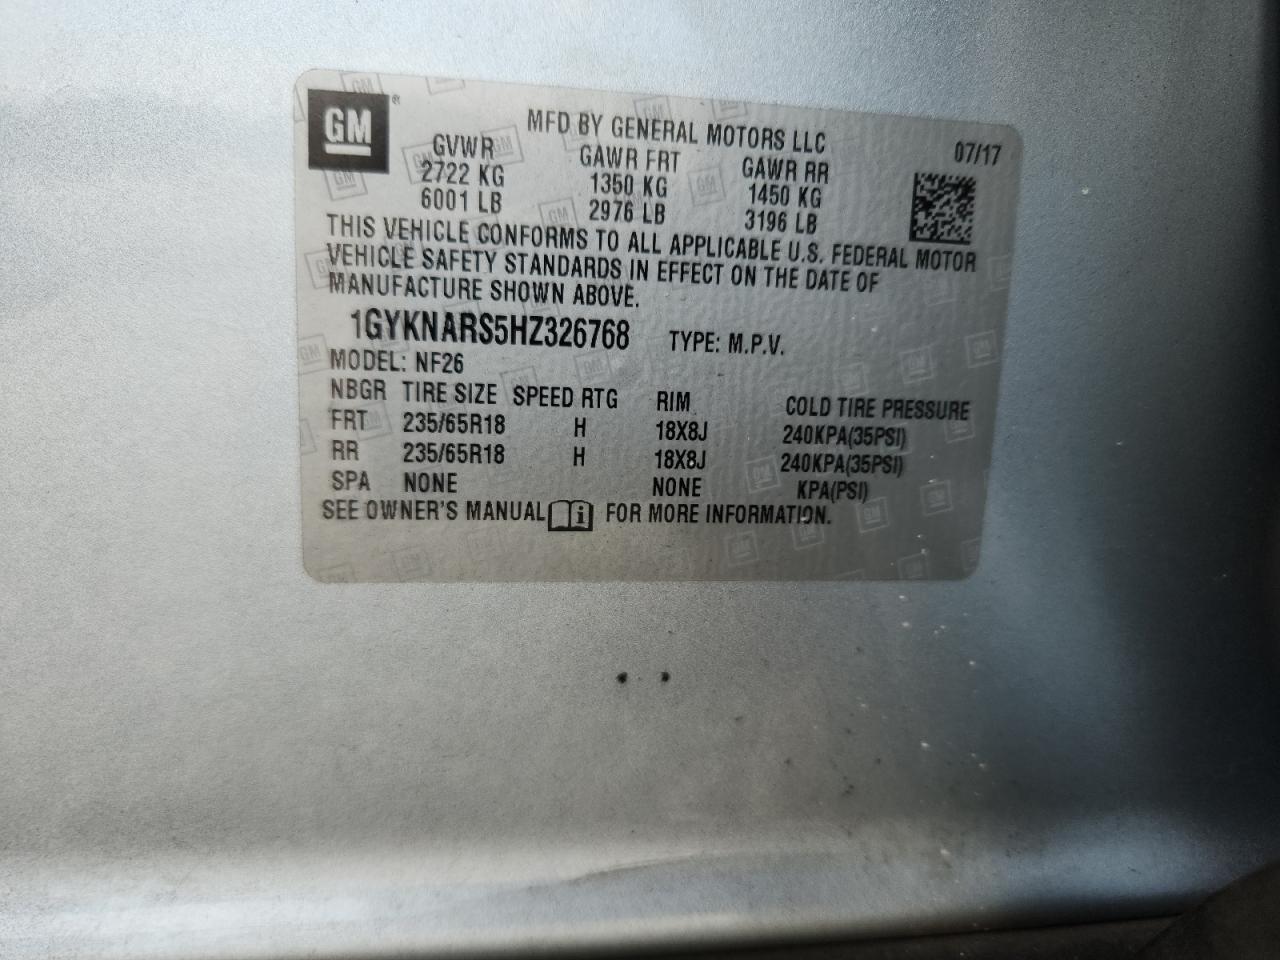 GM ®
MFD BY GENERAL MOTORS LLC 07/17
GVWR GAWR FRT GAWR RR
2722 KG 1350 KG 1450 KG
6001 LB 2976 LB 3196 LB
THIS VEHICLE CONFORMS TO ALL APPLICABLE U.S. FEDERAL MOTOR
VEHICLE SAFETY STANDARDS IN EFFECT ON THE DATE OF
MANUFACTURE SHOWN ABOVE.
1GYKNARS5HZ326768 TYPE: M.P.V.
MODEL: NF26
NBGR TIRE SIZE SPEED RTG RIM COLD TIRE PRESSURE
FRT 235/65R18 H 18X8J 240KPA(35PSI)
RR 235/65R18 H 18X8J 240KPA(35PSI)
SPA NONE NONE KPA(PSI)
SEE OWNER'S MANUAL i FOR MORE INFORMATION.